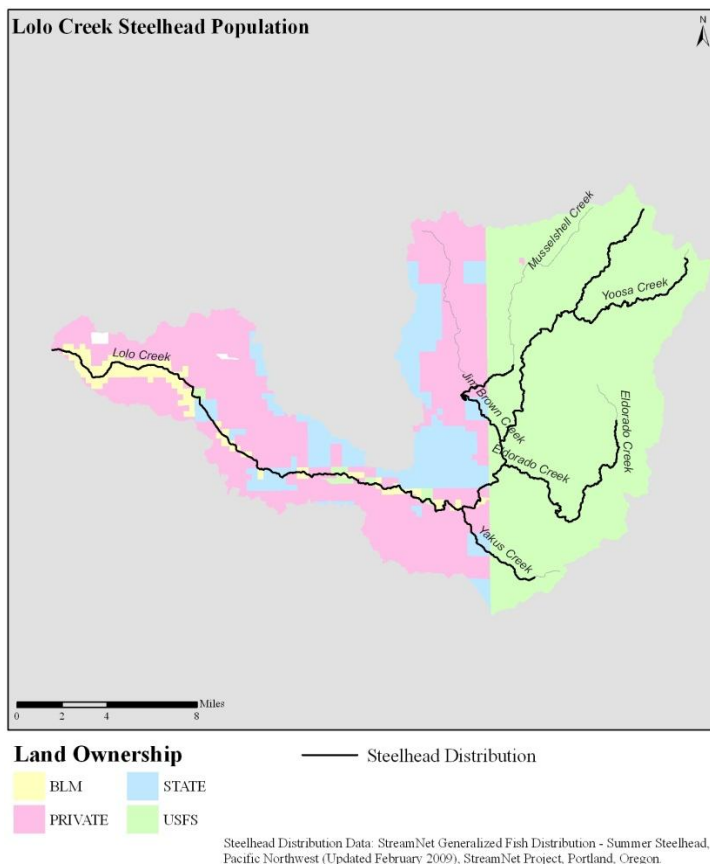 Lolo Creek Steelhead Population
N
Musselshell Creek
Yoosa Creek
Lolo Creek
Jim Brown Creek
Eldorado Creek
Eldorado Creek
Yakus Creek
Miles
0 2 4 8
Land Ownership
Steelhead Distribution
BLM STATE
PRIVATE USFS
Steelhead Distribution Data: StreamNet Generalized Fish Distribution - Summer Steelhead,
Pacific Northwest (Updated February 2009), StreamNet Project, Portland, Oregon.